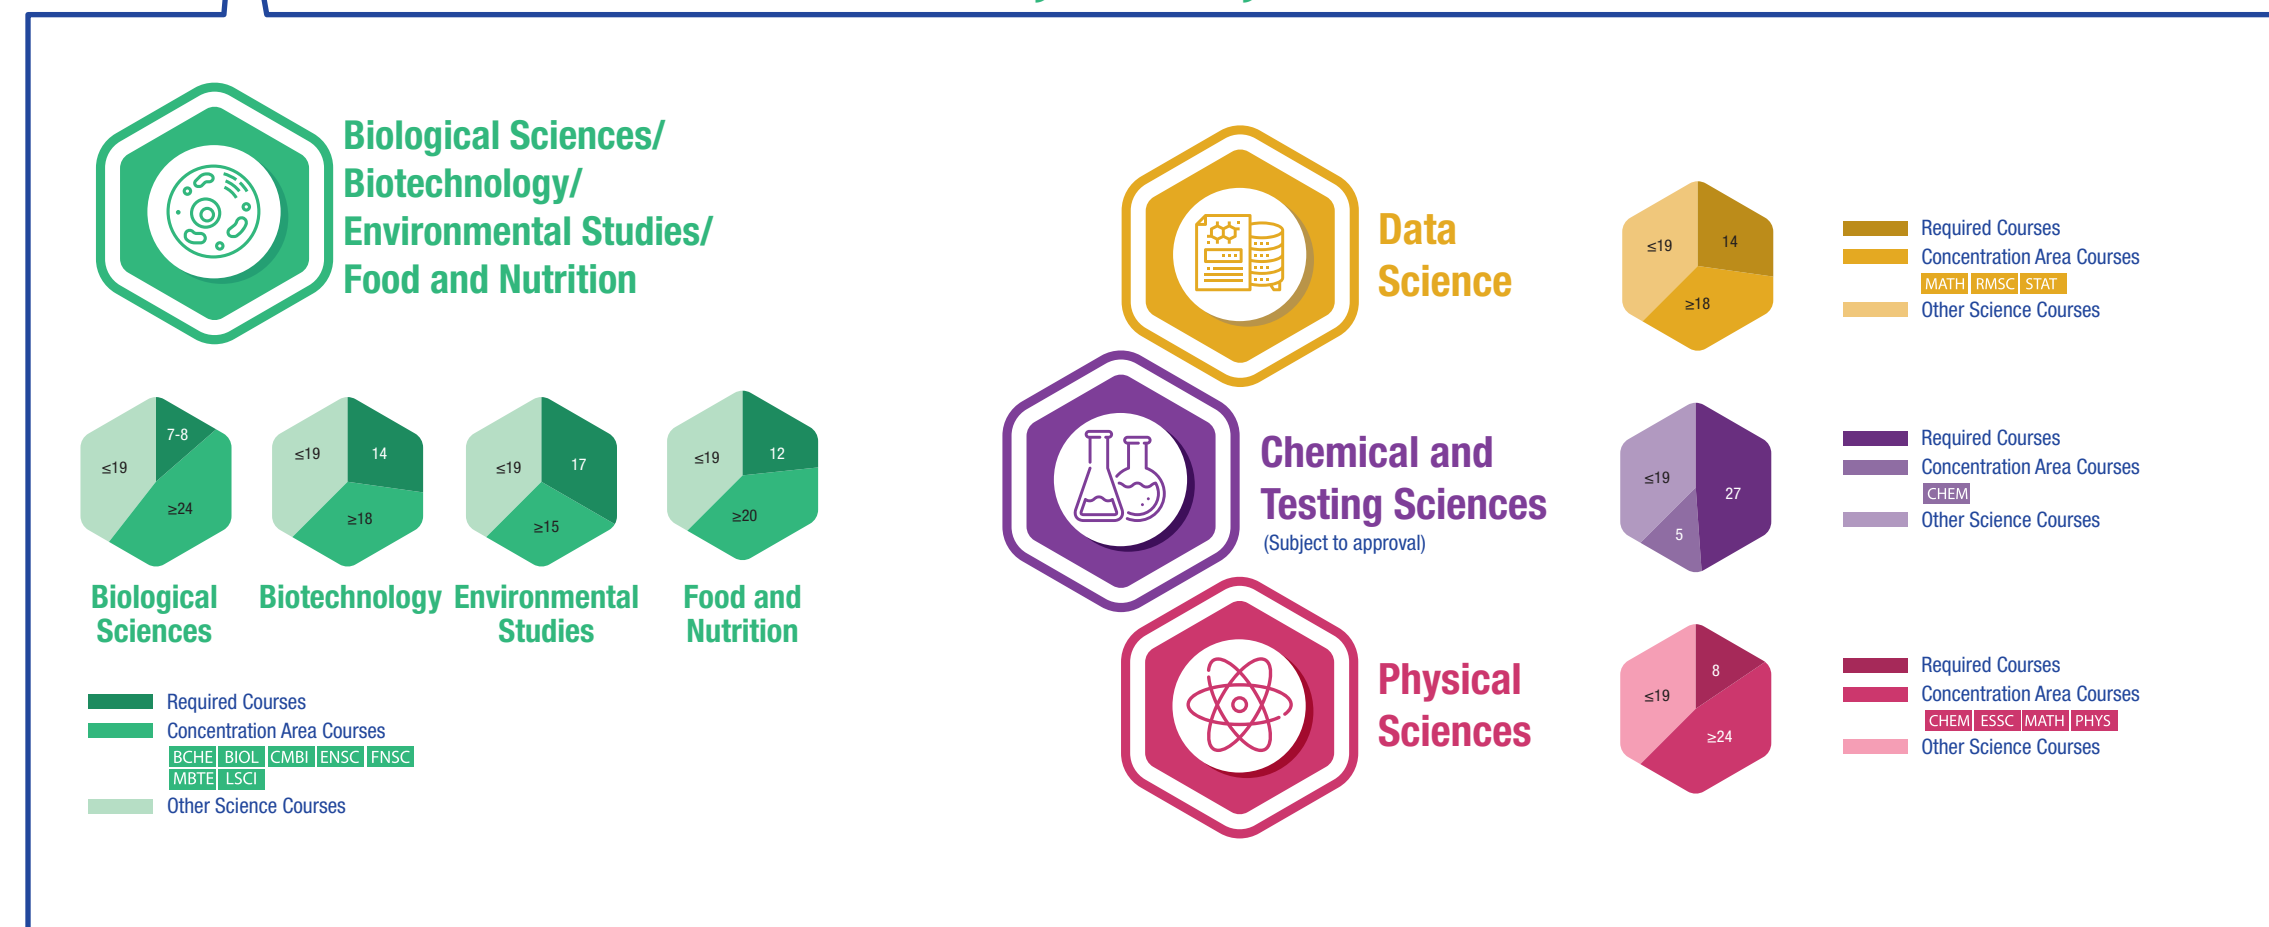 Biological Sciences/
Biotechnology/
Environmental Studies/
Food and Nutrition
≤19
7-8
≥24
Biological
Sciences
≤19
14
≥18
Biotechnology
≤19
17
≥15
Environmental
Studies
≤19
12
≥20
Food and
Nutrition
Required Courses
Concentration Area Courses
BCHE BIOL CMBI ENSC FNSC
MBTE LSCI
Other Science Courses
Data
Science
≤19
14
≥18
Required Courses
Concentration Area Courses
MATH RMSC STAT
Other Science Courses
Chemical and
Testing Sciences
(Subject to approval)
≤19
27
5
Required Courses
Concentration Area Courses
CHEM
Other Science Courses
Physical
Sciences
≤19
8
≥24
Required Courses
Concentration Area Courses
CHEM ESSC MATH PHYS
Other Science Courses